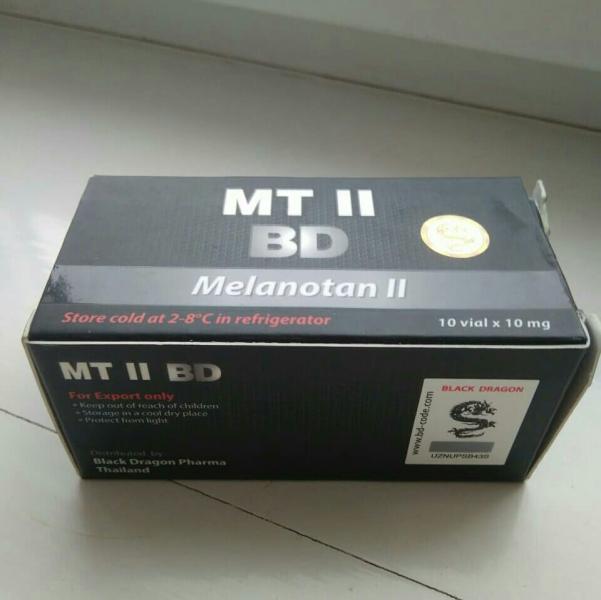 MT II
BD
Melanotan II
Store cold at 2-8°C in refrigerator
10 vial x 10 mg
MT II BD
For Export only
• Keep out of reach of children
• Storage in a cool dry place
• Protect from light
Distributed by
Black Dragon Pharma
Thailand
BLACK DRAGON
www.bd-code.com